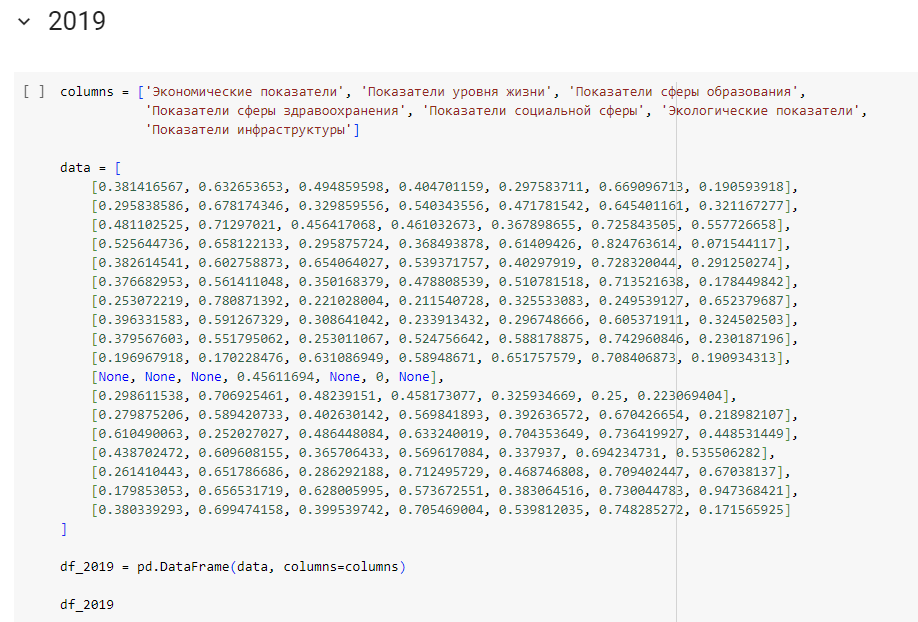 2019
[ ] columns = ['Экономические показатели', 'Показатели уровня жизни', 'Показатели сферы образования',
'Показатели сферы здравоохранения', 'Показатели социальной сферы', 'Экологические показатели',
'Показатели инфраструктуры']
data = [
[0.381416567, 0.632653653, 0.494859598, 0.404701159, 0.297583711, 0.669096713, 0.190593918],
[0.295838586, 0.678174346, 0.329859556, 0.540343556, 0.471781542, 0.645401161, 0.321167277],
[0.481102525, 0.71297021, 0.456417068, 0.461032673, 0.367898655, 0.725843505, 0.557726658],
[0.525644736, 0.658122133, 0.295875724, 0.368493878, 0.61409426, 0.824763614, 0.071544117],
[0.382614541, 0.602758873, 0.654064027, 0.539371757, 0.40297919, 0.728320044, 0.291250274],
[0.376682953, 0.561411048, 0.350168379, 0.478808539, 0.510781518, 0.713521638, 0.178449842],
[0.253072219, 0.780871392, 0.221028004, 0.211540728, 0.325533083, 0.249539127, 0.652379687],
[0.396331583, 0.591267329, 0.308641042, 0.233913432, 0.296748666, 0.605371911, 0.324502503],
[0.379567603, 0.551795062, 0.253011067, 0.524756642, 0.588178875, 0.742960846, 0.230187196],
[0.196967918, 0.170228476, 0.631086949, 0.58948671, 0.651757579, 0.708406873, 0.190934313],
[None, None, None, 0.45611694, None, 0, None],
[0.298611538, 0.706925461, 0.48239151, 0.458173077, 0.325934669, 0.25, 0.223069404],
[0.279875206, 0.589420733, 0.402630142, 0.569841893, 0.392636572, 0.670426654, 0.218982107],
[0.610490063, 0.252027027, 0.486448084, 0.633240019, 0.704353649, 0.736419927, 0.448531449],
[0.438702472, 0.609608155, 0.365706433, 0.569617084, 0.337937, 0.694234731, 0.535506282],
[0.261410443, 0.651786686, 0.286292188, 0.712495729, 0.468746808, 0.709402447, 0.67038137],
[0.179853053, 0.656531719, 0.628005995, 0.573672551, 0.383064516, 0.730044783, 0.947368421],
[0.380339293, 0.699474158, 0.399539742, 0.705469004, 0.539812035, 0.748285272, 0.171565925]
]
df_2019 = pd.DataFrame(data, columns=columns)
df_2019